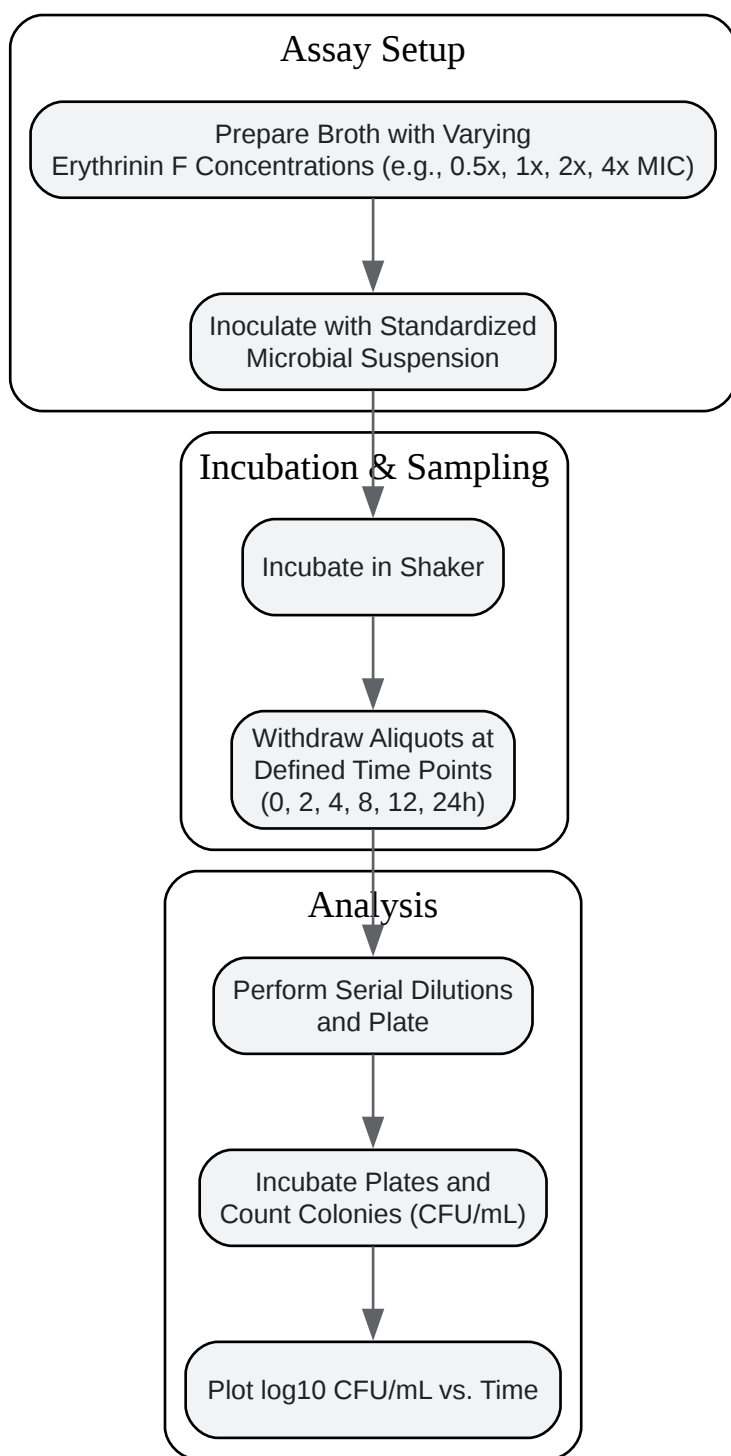 Assay Setup
Prepare Broth with Varying
Erythrinin F Concentrations (e.g., 0.5x, 1x, 2x, 4x MIC)
Inoculate with Standardized
Microbial Suspension
Incubation & Sampling
Incubate in Shaker
Withdraw Aliquots at
Defined Time Points
(0, 2, 4, 8, 12, 24h)
Analysis
Perform Serial Dilutions
and Plate
Incubate Plates and
Count Colonies (CFU/mL)
Plot log10 CFU/mL vs. Time